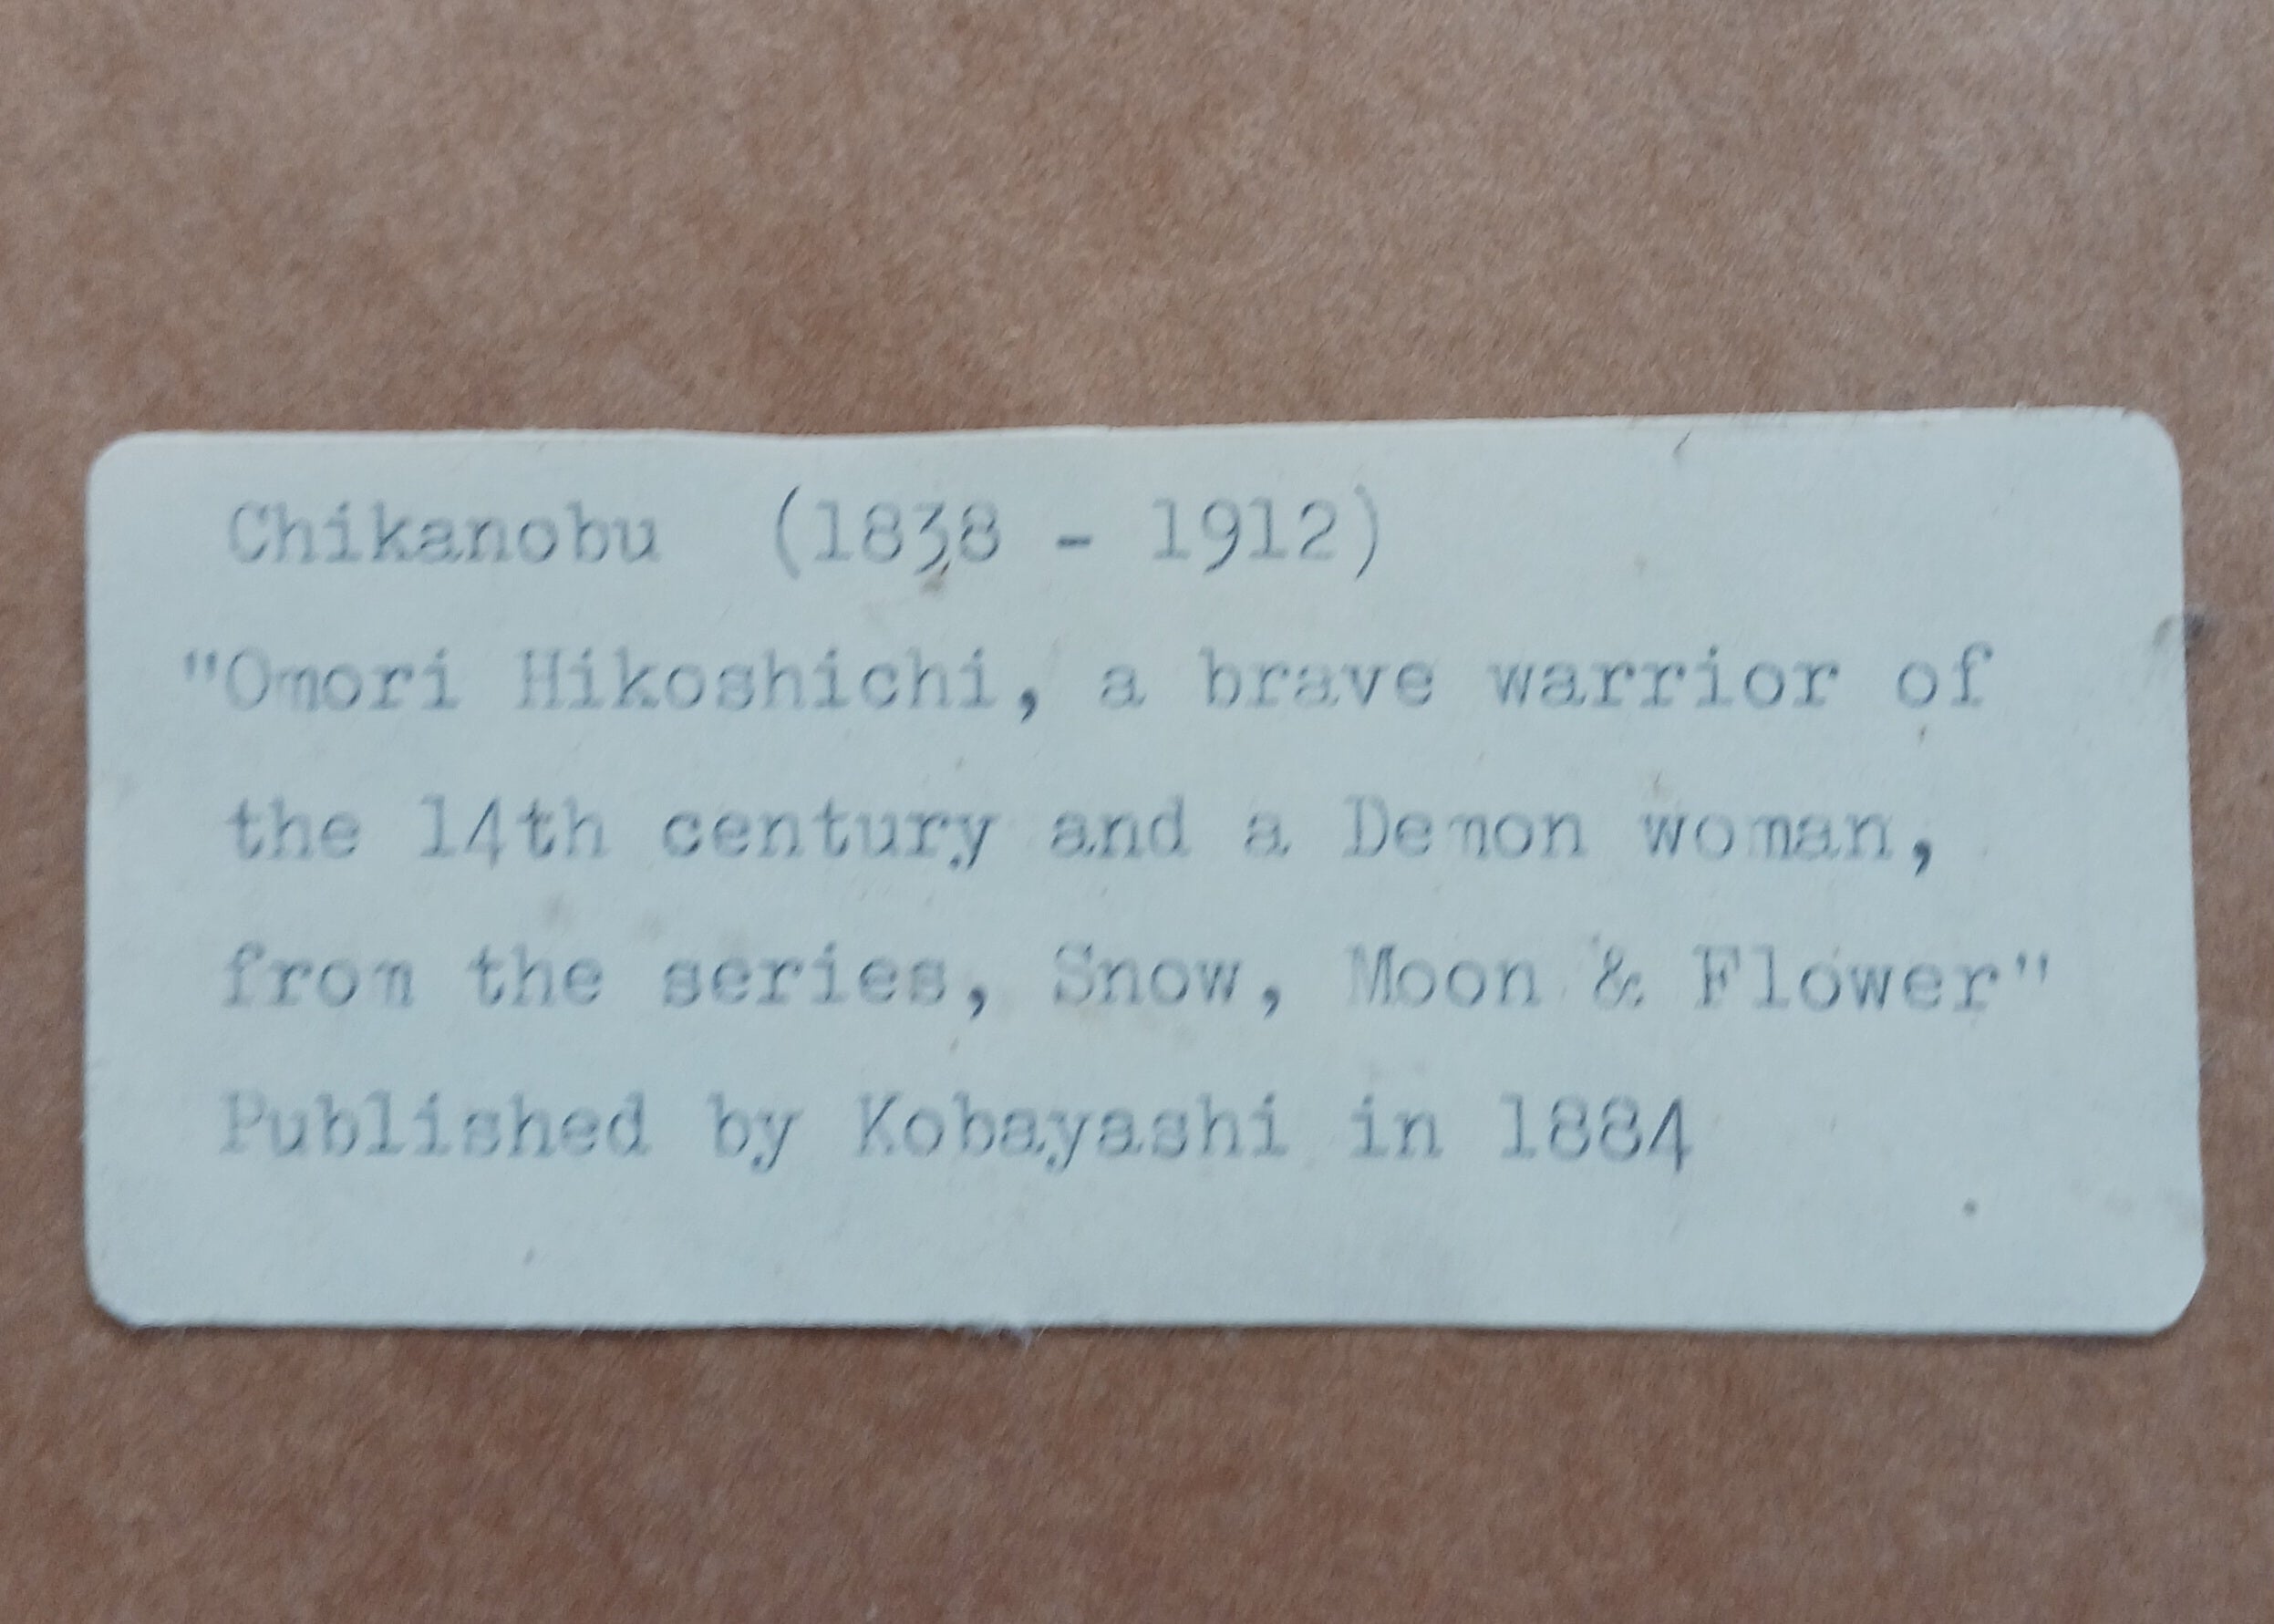 Chikanobu (1838 - 1912)
"Omori Hikoshichi, a brave warrior of
the 14th century and a Demon woman,
from the series, Snow, Moon & Flower"
Published by Kobayashi in 1884